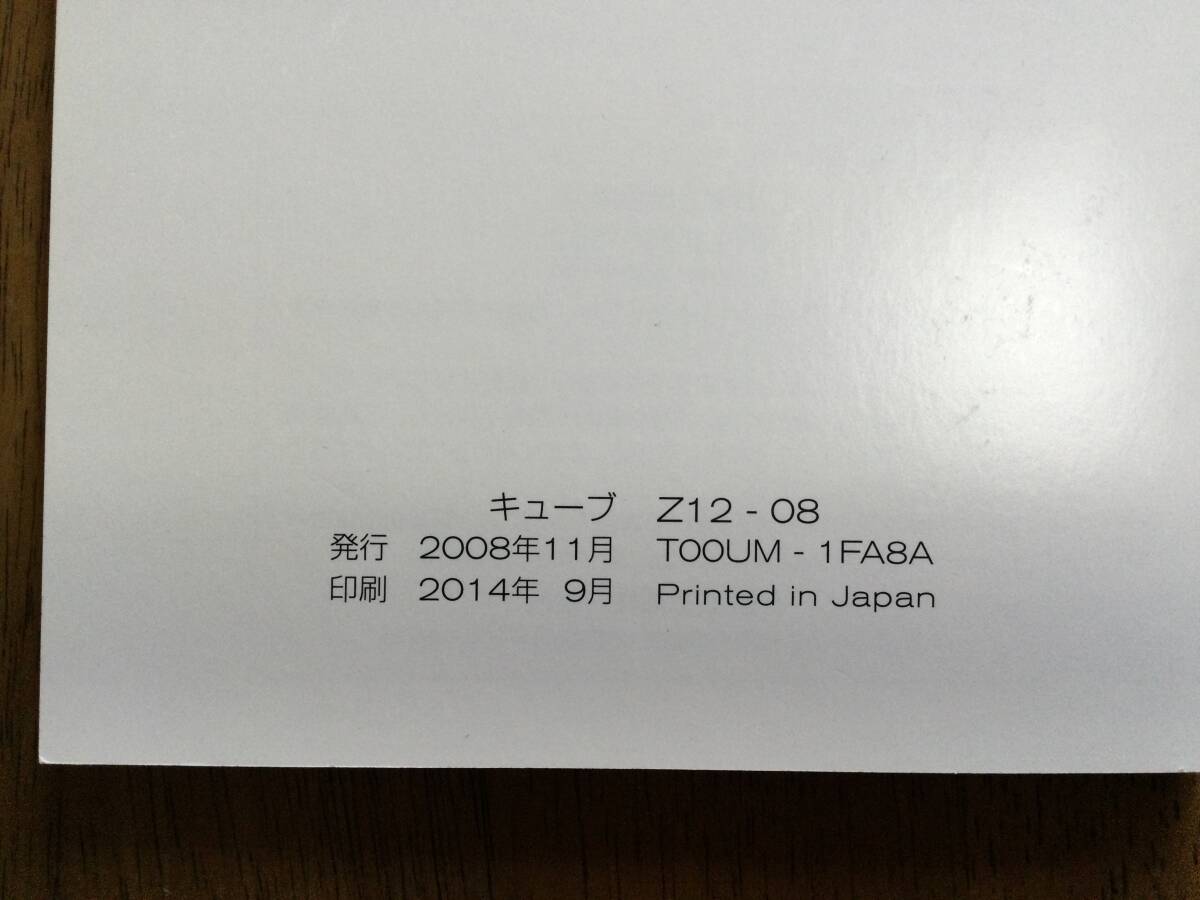 キューブ Z12 - 08
発行 2008年11月 T00UM - 1FA8A
印刷 2014年 9月 Printed in Japan